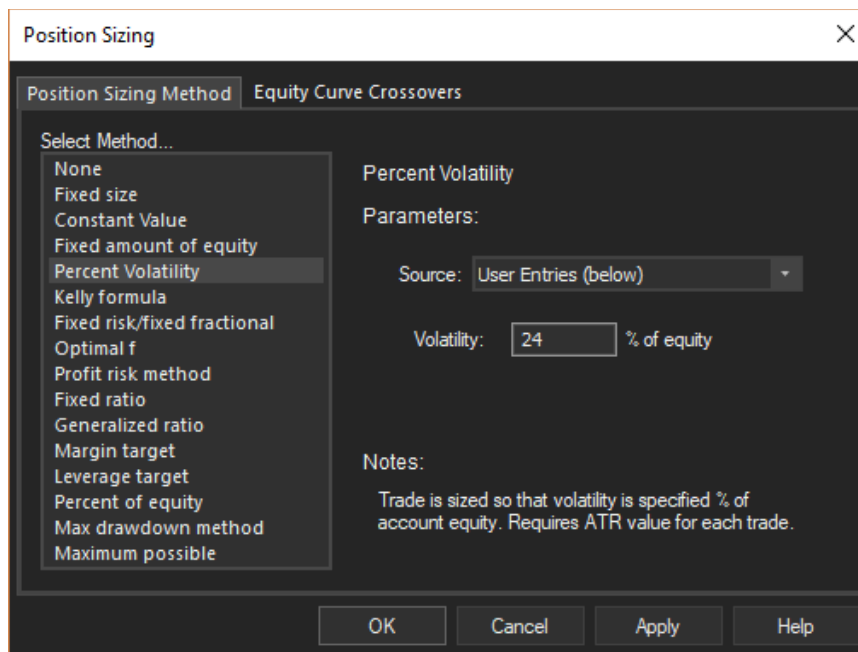 Position Sizing
Position Sizing Method
Equity Curve Crossovers
Select Method...
None
Fixed size
Constant Value
Fixed amount of equity
Percent Volatility
Kelly formula
Fixed risk/fixed fractional
Optimal f
Profit risk method
Fixed ratio
Generalized ratio
Margin target
Leverage target
Percent of equity
Max drawdown method
Maximum possible
Percent Volatility
Parameters:
Source: User Entries (below)
Volatility: 24 % of equity
Notes:
Trade is sized so that volatility is specified % of
account equity. Requires ATR value for each trade.
OK
Cancel
Apply
Help